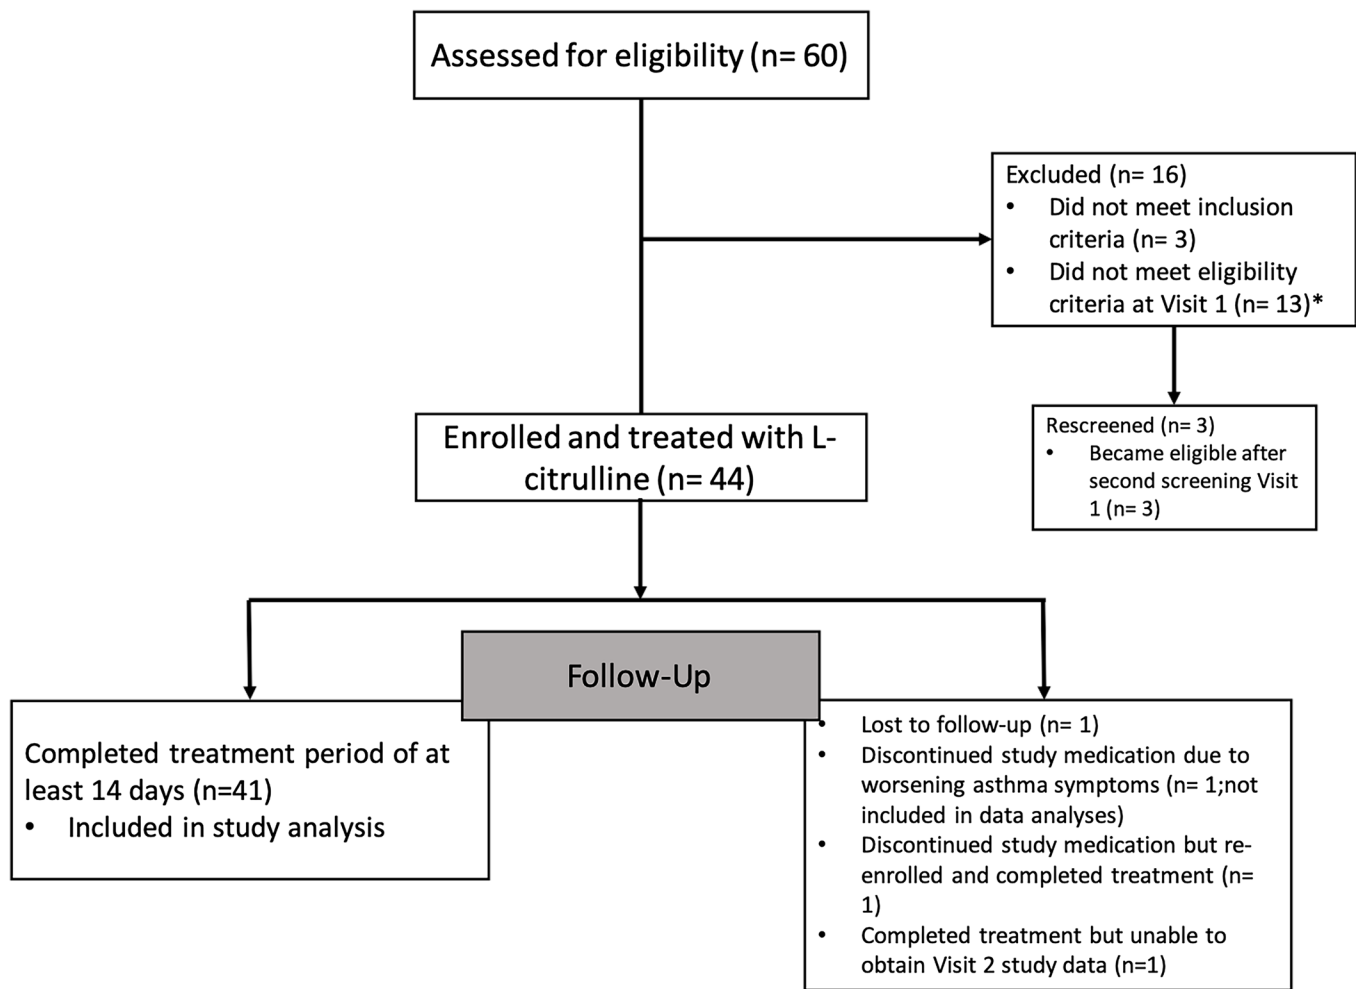 Assessed for eligibility (n= 60)
Excluded (n= 16)
• Did not meet inclusion
criteria (n= 3)
• Did not meet eligibility
criteria at Visit 1 (n= 13)*
Rescreened (n= 3)
• Became eligible after
second screening Visit
1 (n= 3)
Enrolled and treated with L-
citrulline (n= 44)
Follow-Up
Completed treatment period of at
least 14 days (n=41)
• Included in study analysis
• Lost to follow-up (n= 1)
• Discontinued study medication due to
worsening asthma symptoms (n= 1;not
included in data analyses)
• Discontinued study medication but re-
enrolled and completed treatment (n=
1)
• Completed treatment but unable to
obtain Visit 2 study data (n=1)